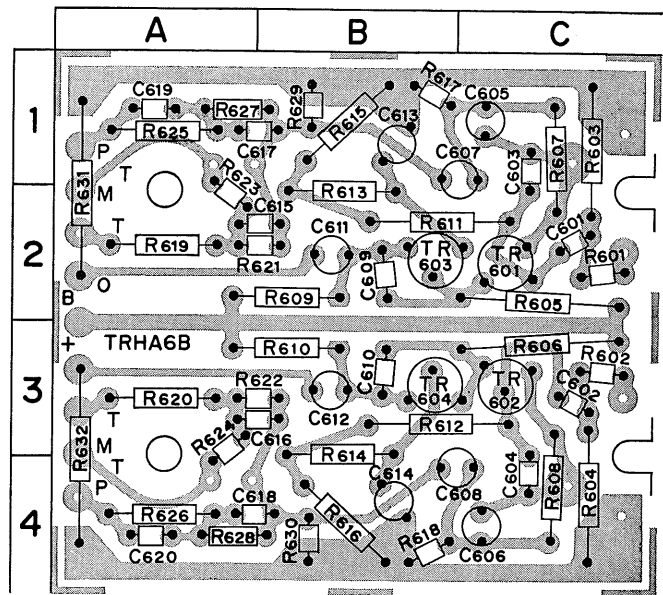 A B C
1
C619 R627 R629 R615 C613 R617 C605
R625 C617 C607 C603 R607 R603
P
T
R631 M R623 R613
T C615 R611 C601
2
R619 R621 C611 C609 TR 603 TR 601 R601
B O
R609 R605
+ TRHA6B
R610 C610 R606 R602
3
R620 R622 C612 TR 604 TR 602 C602
T
R632 M R624 C616 R612
T R614 C604 R608 R604
P C614 C608
4
R626 C618 R616
C620 R628 R630 R618 C606